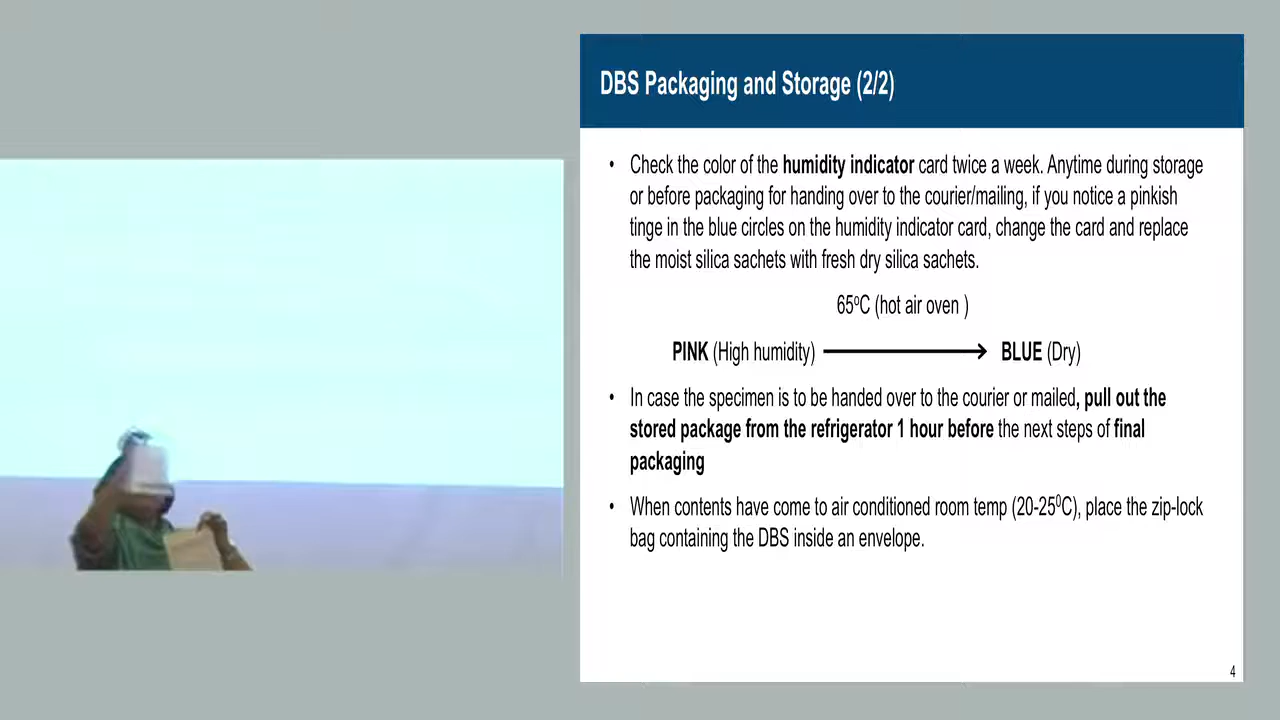 DBS Packaging and Storage (2/2)
• Check the color of the humidity indicator card twice a week. Anytime during storage
or before packaging for handing over to the courier/mailing, if you notice a pinkish
tinge in the blue circles on the humidity indicator card, change the card and replace
the moist silica sachets with fresh dry silica sachets.
65⁰C (hot air oven )
PINK (High humidity) → BLUE (Dry)
• In case the specimen is to be handed over to the courier or mailed, pull out the
stored package from the refrigerator 1 hour before the next steps of final
packaging
• When contents have come to air conditioned room temp (20-25⁰C), place the zip-lock
bag containing the DBS inside an envelope.
4